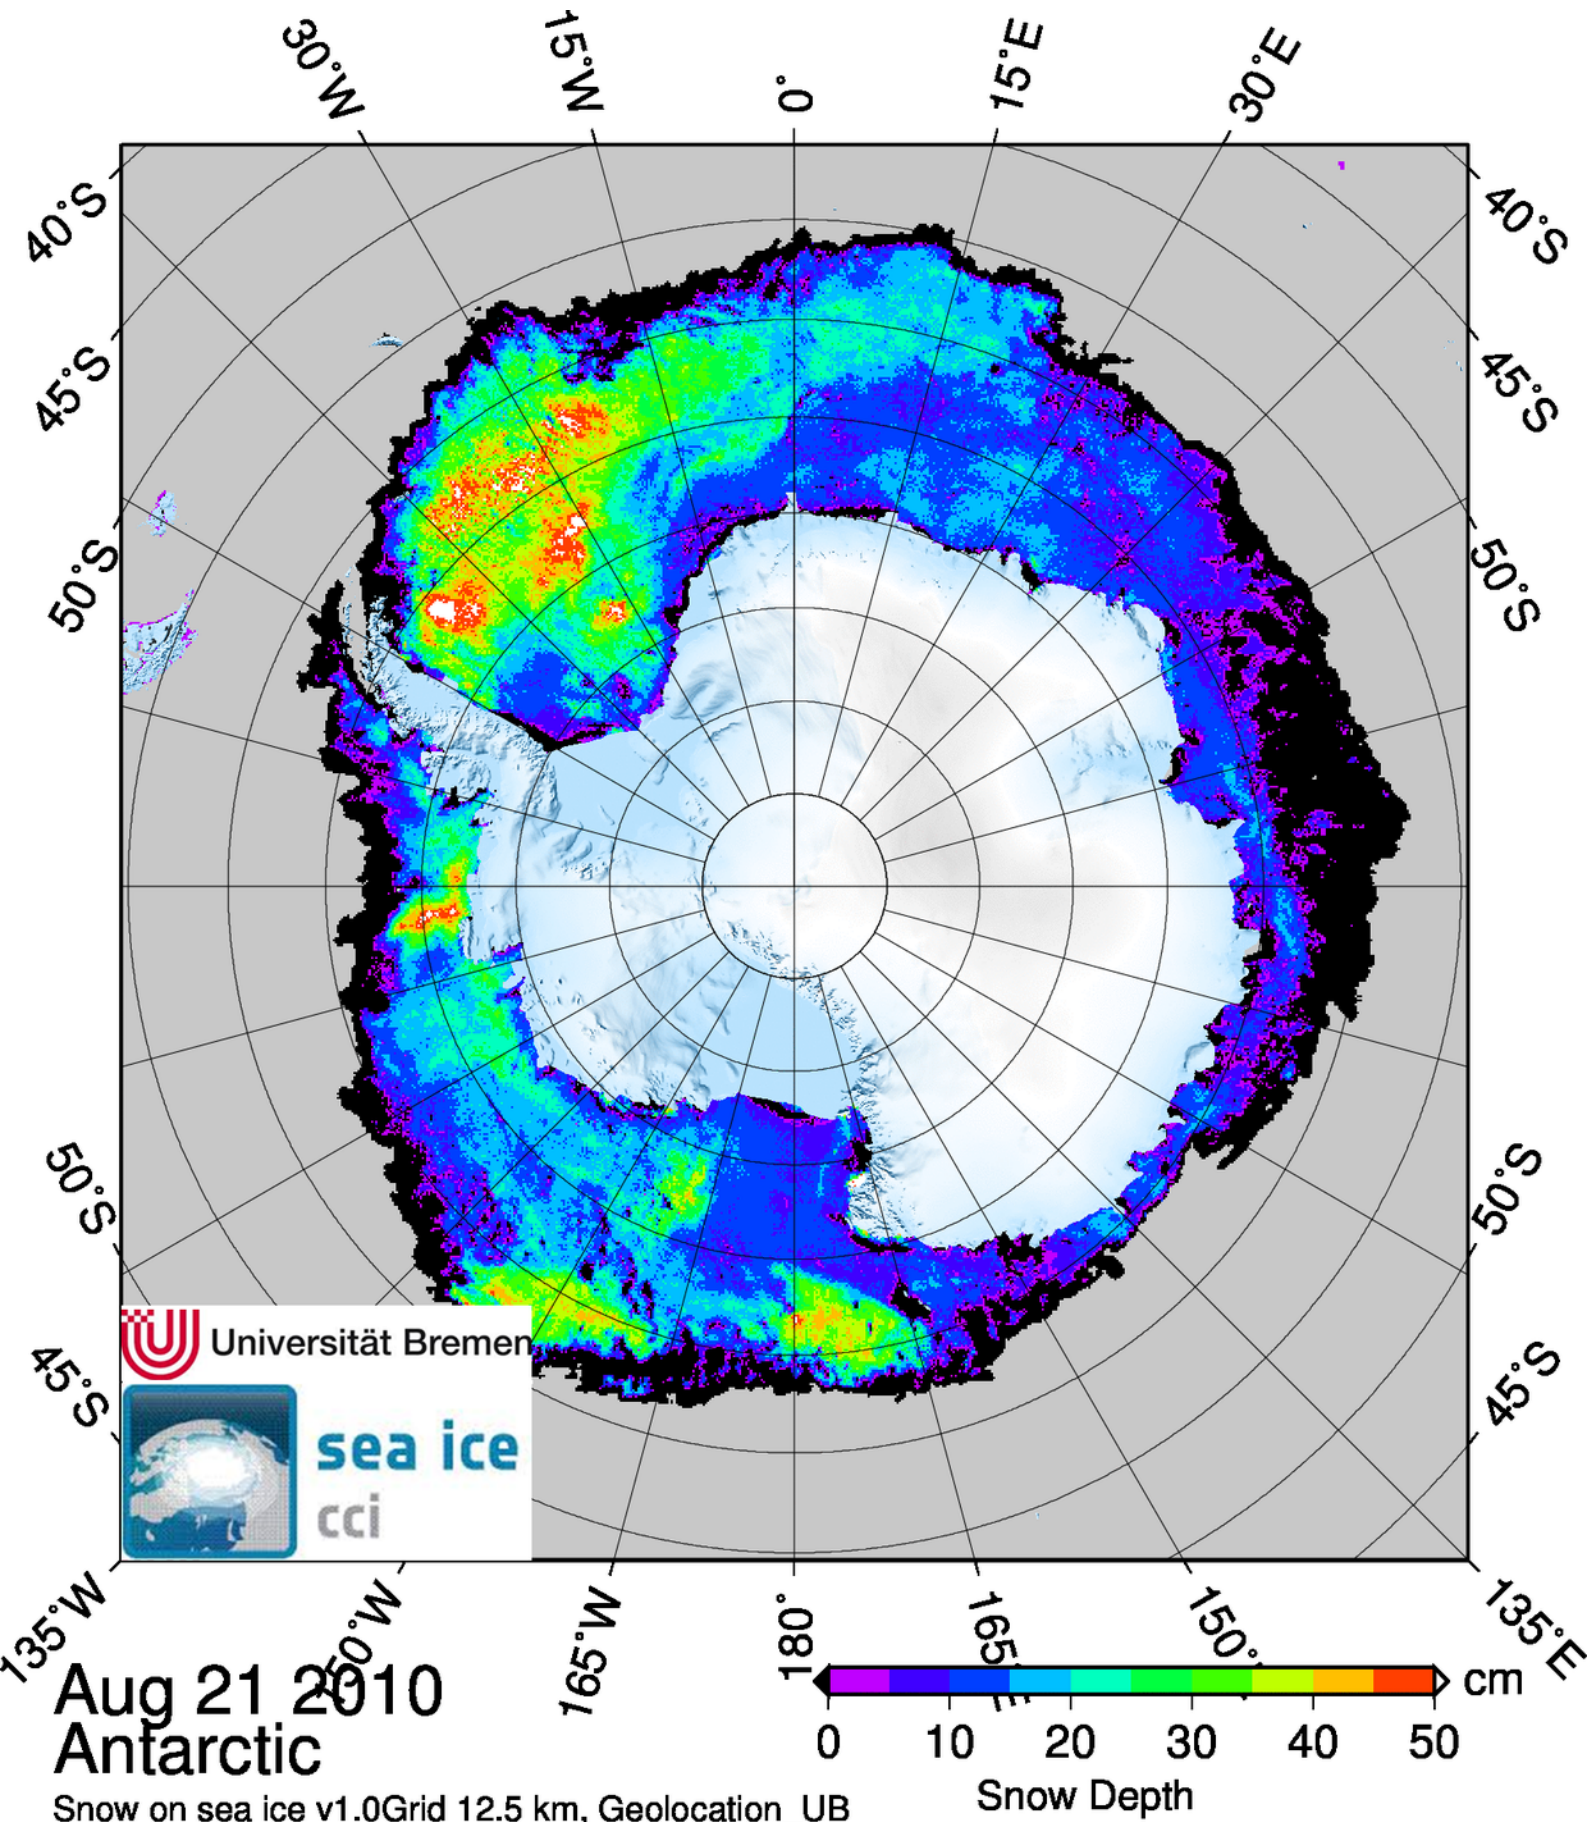 30°W 15°W 0° 15°E 30°E
40°S 40°S
45°S 45°S
50°S 50°S
50°S 50°S
45°S 45°S
Universität Bremen
sea ice
cci
135°W 150°W 165°W 180° 165°E 150° 135°E
Aug 21 2010
Antarctic
Snow on sea ice v1.0Grid 12.5 km, Geolocation UB
cm
0 10 20 30 40 50
Snow Depth